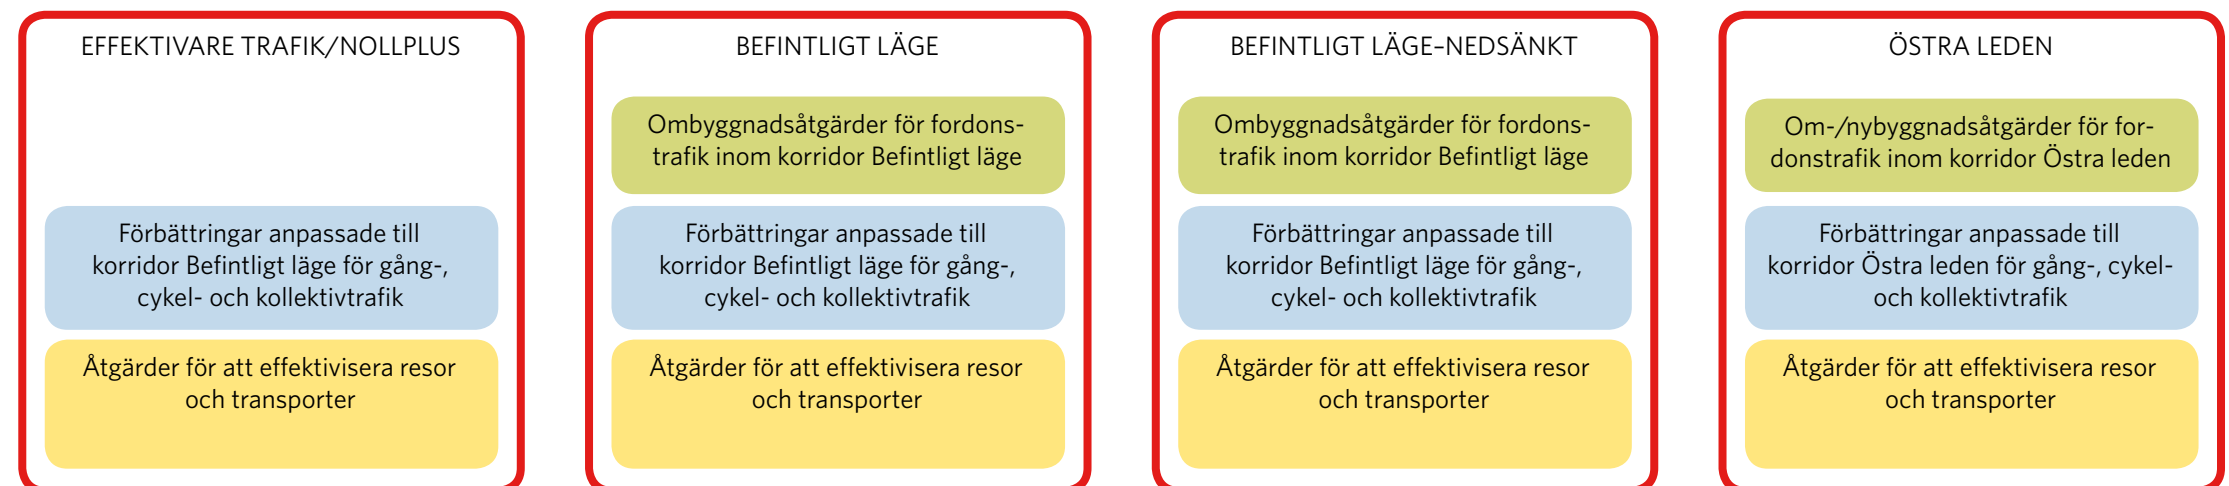 EFFEKTIVARE TRAFIK/NOLLPLUS
Förbättringar anpassade till
korridor Befintligt läge för gång-,
cykel- och kollektivtrafik
Åtgärder för att effektivisera resor
och transporter
BEFINTLIGT LÄGE
Ombyggnadsåtgärder för fordons-
trafik inom korridor Befintligt läge
Förbättringar anpassade till
korridor Befintligt läge för gång-,
cykel- och kollektivtrafik
Åtgärder för att effektivisera resor
och transporter
BEFINTLIGT LÄGE–NEDSÄNKT
Ombyggnadsåtgärder för fordons-
trafik inom korridor Befintligt läge
Förbättringar anpassade till
korridor Befintligt läge för gång-,
cykel- och kollektivtrafik
Åtgärder för att effektivisera resor
och transporter
ÖSTRA LEDEN
Om-/nybyggnadsåtgärder för for-
donstrafik inom korridor Östra leden
Förbättringar anpassade till
korridor Östra leden för gång-, cykel-
och kollektivtrafik
Åtgärder för att effektivisera resor
och transporter